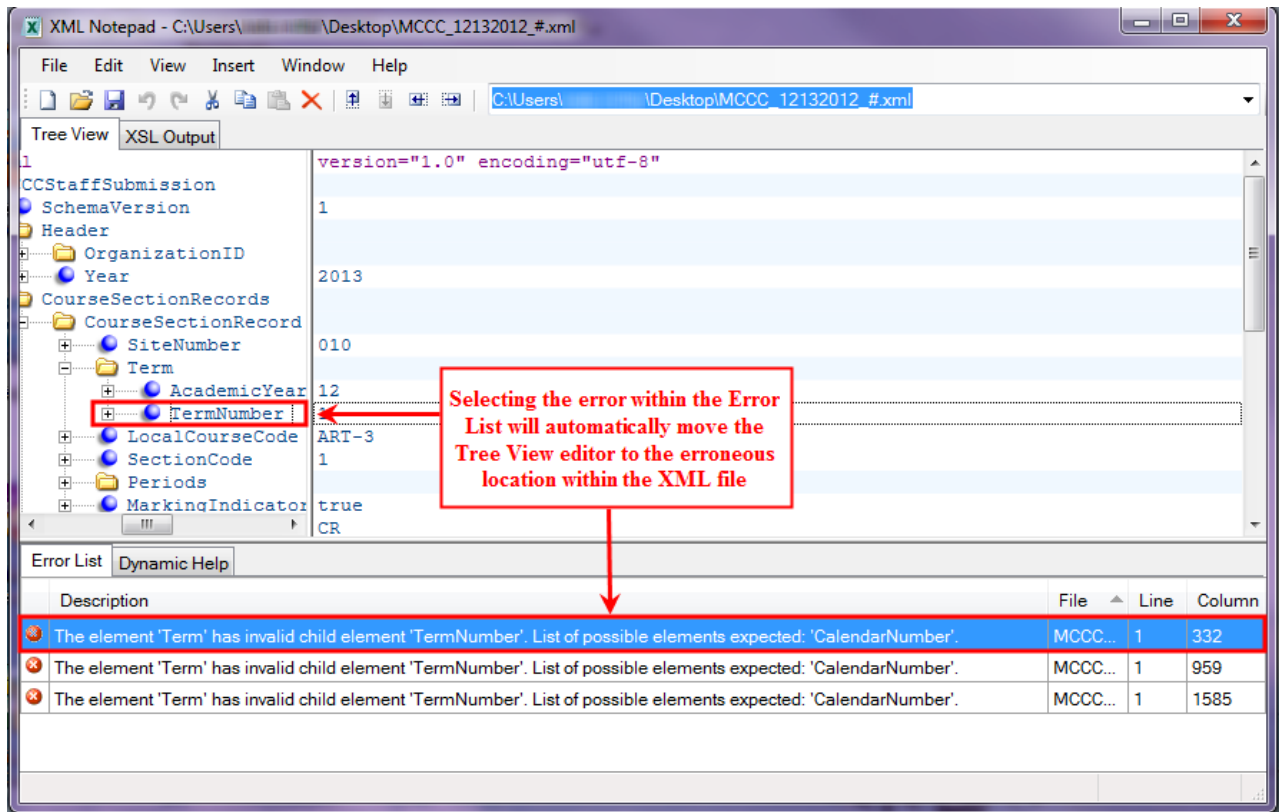 XML Notepad - C:\Users\ \Desktop\MCCC_12132012_#.xml
File Edit View Insert Window Help
C:\Users\ \Desktop\MCCC_12132012_#.xml
Tree View XSL Output
l version="1.0" encoding="utf-8"
CCStaffSubmission
SchemaVersion 1
Header
OrganizationID
Year 2013
CourseSectionRecords
CourseSectionRecord
SiteNumber 010
Term
AcademicYear 12
TermNumber
LocalCourseCode ART-3
SectionCode 1
Periods
MarkingIndicator true
CR
Selecting the error within the Error
List will automatically move the
Tree View editor to the erroneous
location within the XML file
Error List Dynamic Help
Description File Line Column
The element 'Term' has invalid child element 'TermNumber'. List of possible elements expected: 'CalendarNumber'. MCCC... 1 332
The element 'Term' has invalid child element 'TermNumber'. List of possible elements expected: 'CalendarNumber'. MCCC... 1 959
The element 'Term' has invalid child element 'TermNumber'. List of possible elements expected: 'CalendarNumber'. MCCC... 1 1585